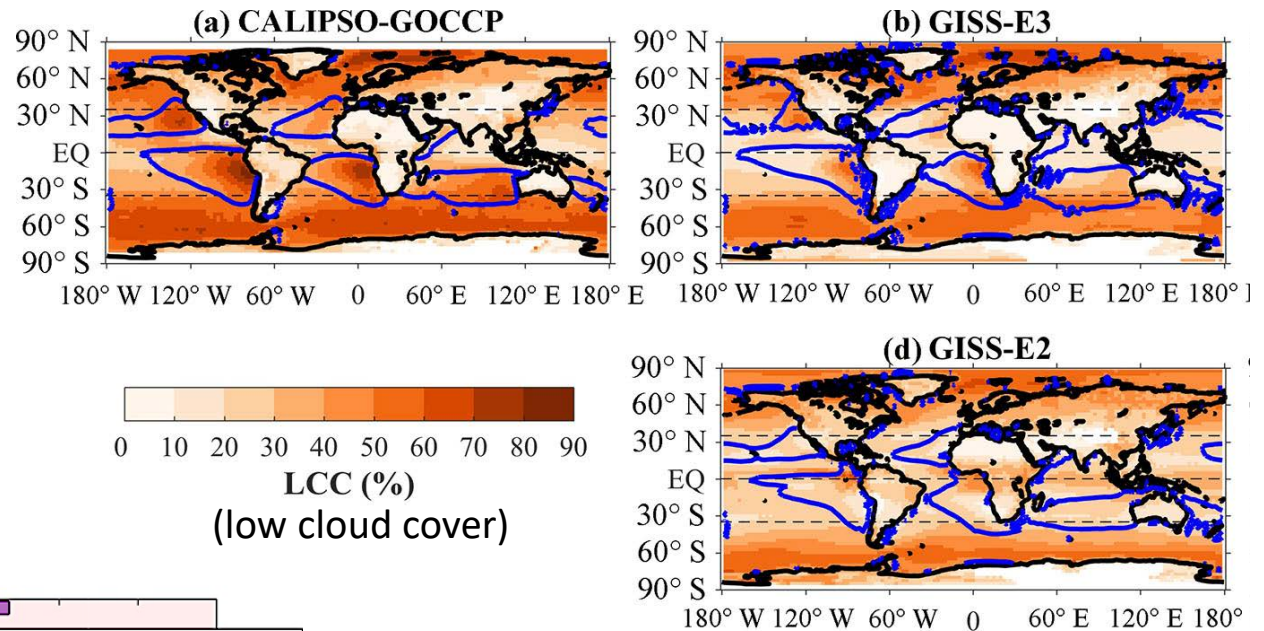 (a) CALIPSO-GOCCP
90° N
60° N
30° N
EQ
30° S
60° S
90° S
180° W 120° W 60° W 0 60° E 120° E 180° E
(b) GISS-E3
90° N
60° N
30° N
EQ
30° S
60° S
90° S
180° W 120° W 60° W 0 60° E 120° E 180°
0 10 20 30 40 50 60 70 80 90
LCC (%)
(low cloud cover)
(d) GISS-E2
90° N
60° N
30° N
EQ
30° S
60° S
90° S
180° W 120° W 60° W 0 60° E 120° E 180°